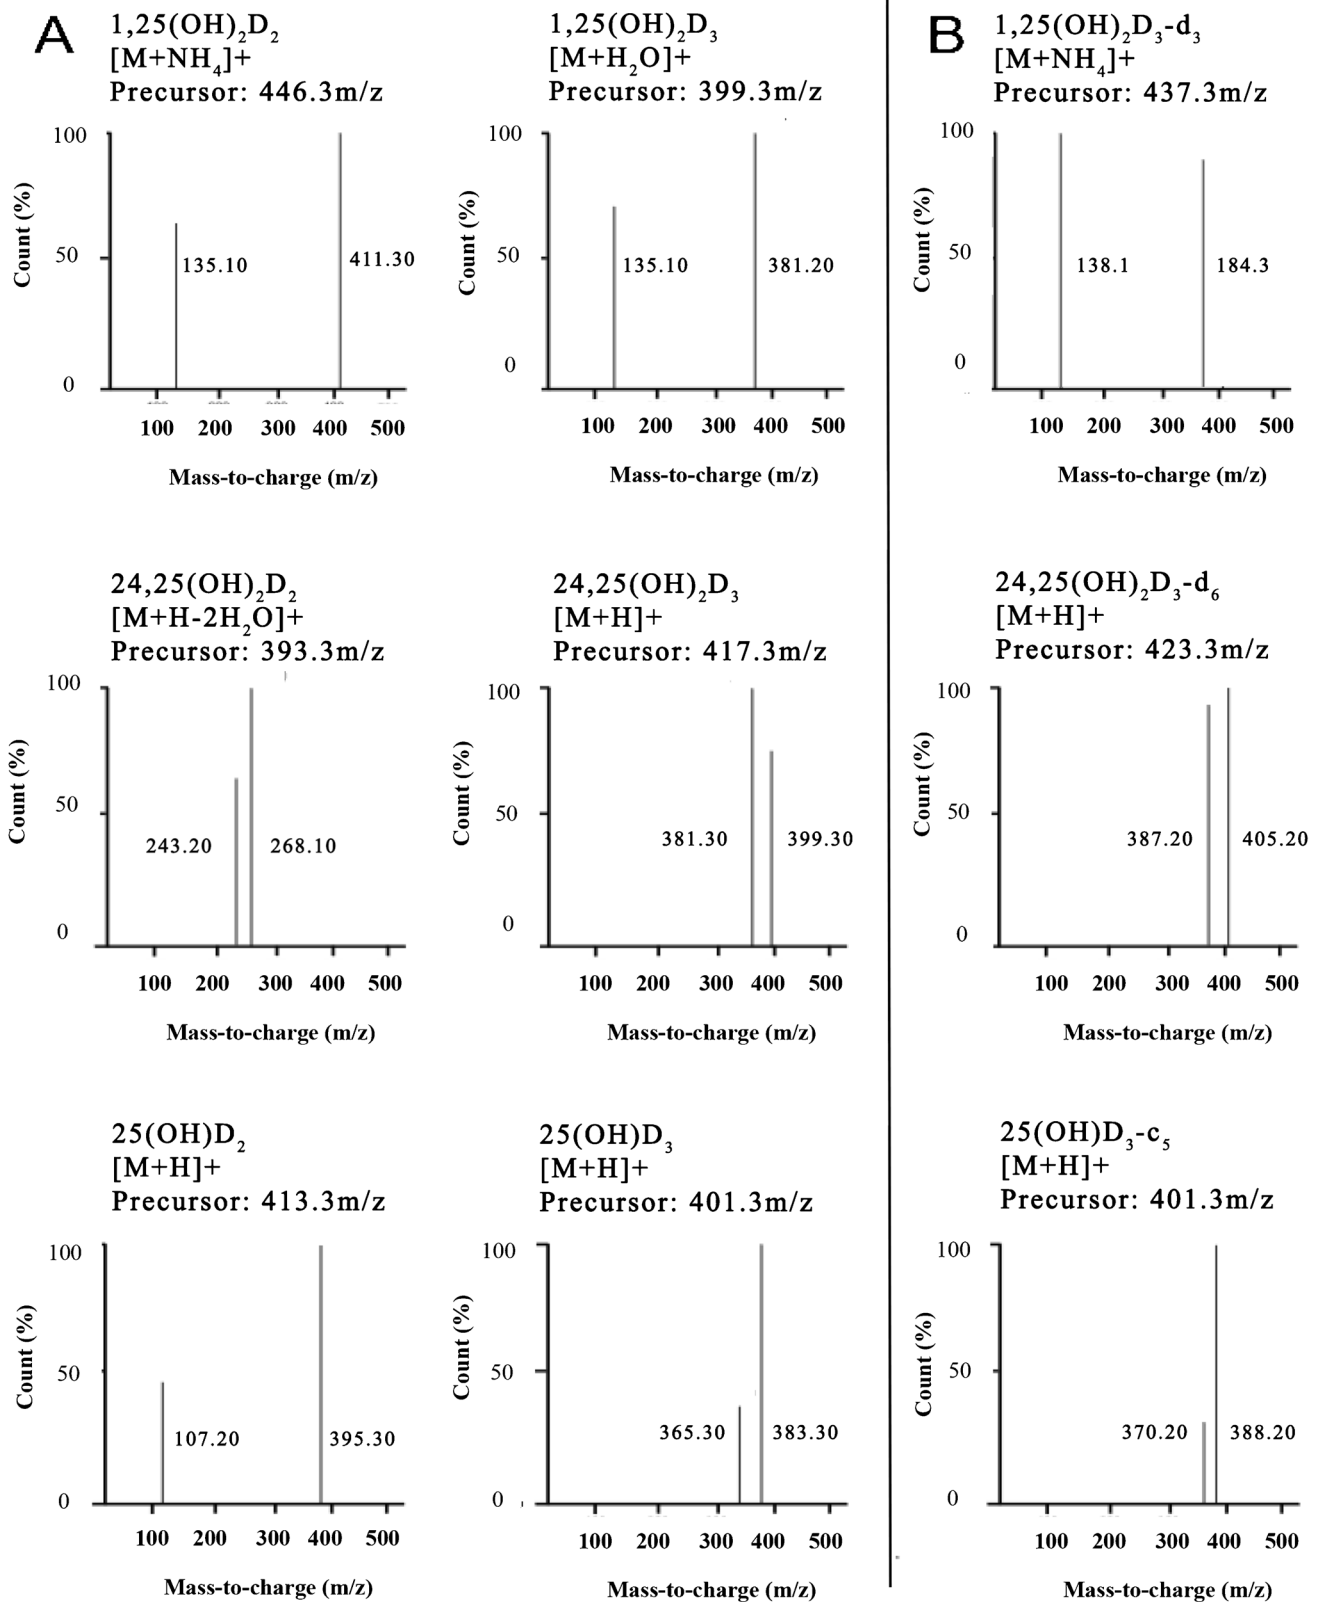 A
1,25(OH)₂D₂
[M+NH₄]+
Precursor: 446.3m/z
100
50
0
Count (%)
135.10
411.30
100 200 300 400 500
Mass-to-charge (m/z)
1,25(OH)₂D₃
[M+H₂O]+
Precursor: 399.3m/z
100
50
0
Count (%)
135.10
381.20
100 200 300 400 500
Mass-to-charge (m/z)
B
1,25(OH)₂D₃-d₃
[M+NH₄]+
Precursor: 437.3m/z
100
50
0
Count (%)
138.1
184.3
100 200 300 400 500
Mass-to-charge (m/z)
24,25(OH)₂D₂
[M+H-2H₂O]+
Precursor: 393.3m/z
100
50
0
Count (%)
243.20
268.10
100 200 300 400 500
Mass-to-charge (m/z)
24,25(OH)₂D₃
[M+H]+
Precursor: 417.3m/z
100
50
0
Count (%)
381.30
399.30
100 200 300 400 500
Mass-to-charge (m/z)
24,25(OH)₂D₃-d₆
[M+H]+
Precursor: 423.3m/z
100
50
0
Count (%)
387.20
405.20
100 200 300 400 500
Mass-to-charge (m/z)
25(OH)D₂
[M+H]+
Precursor: 413.3m/z
100
50
0
Count (%)
107.20
395.30
100 200 300 400 500
Mass-to-charge (m/z)
25(OH)D₃
[M+H]+
Precursor: 401.3m/z
100
50
0
Count (%)
365.30
383.30
100 200 300 400 500
Mass-to-charge (m/z)
25(OH)D₃-c₅
[M+H]+
Precursor: 401.3m/z
100
50
0
Count (%)
370.20
388.20
100 200 300 400 500
Mass-to-charge (m/z)